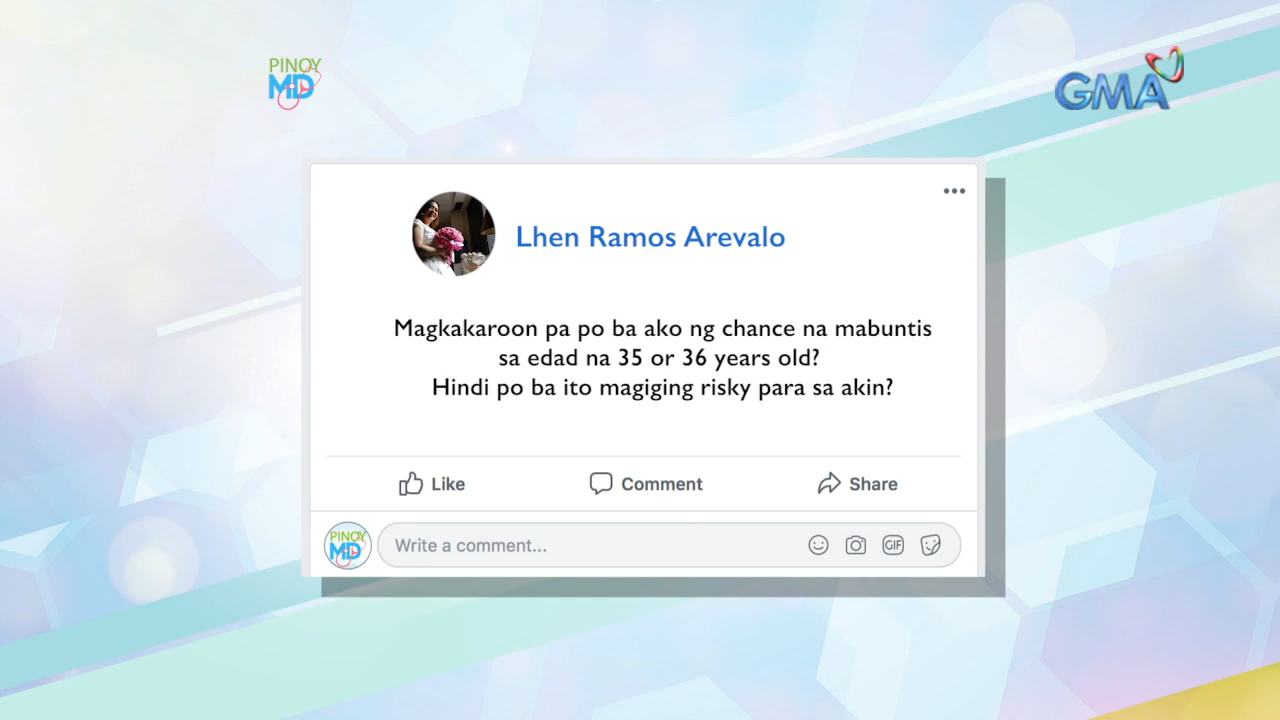 PINOY
MD
GMA
Lhen Ramos Arevalo
Magkakaroon pa po ba ako ng chance na mabuntis
sa edad na 35 or 36 years old?
Hindi po ba ito magiging risky para sa akin?
Like
Comment
Share
PINOY
MD
Write a comment...
GIF